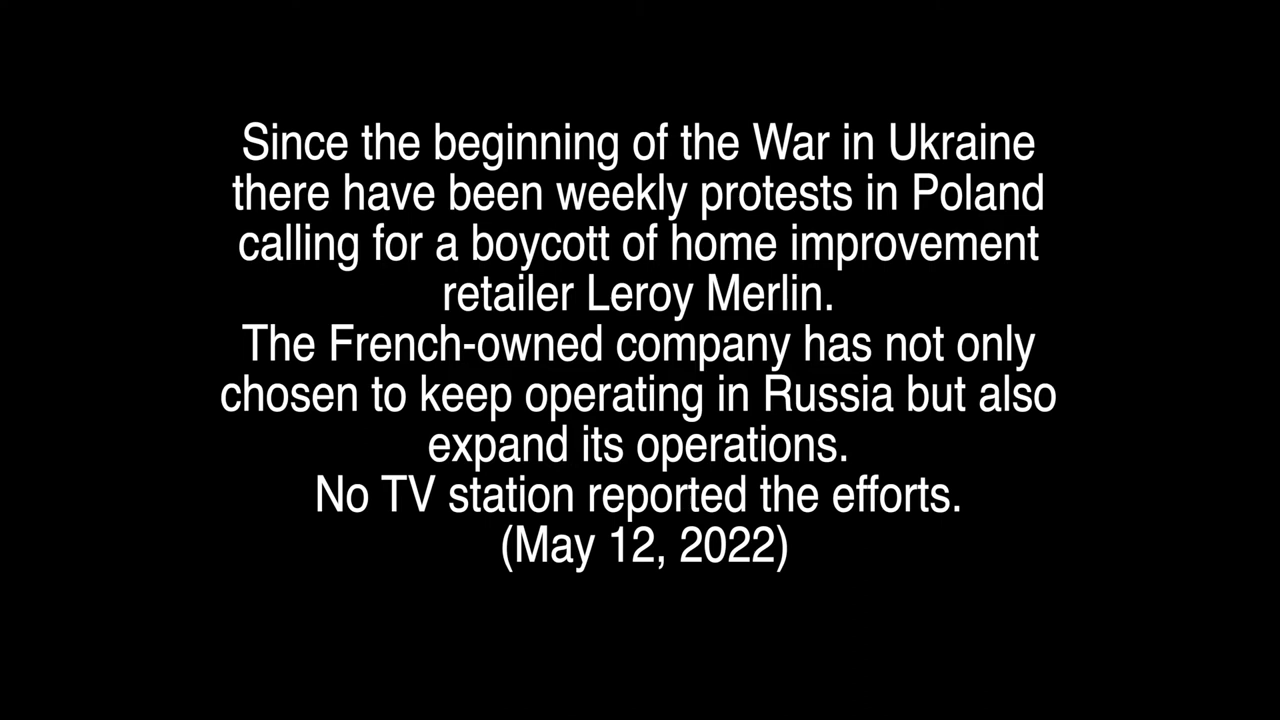 Since the beginning of the War in Ukraine
there have been weekly protests in Poland
calling for a boycott of home improvement
retailer Leroy Merlin.
The French-owned company has not only
chosen to keep operating in Russia but also
expand its operations.
No TV station reported the efforts.
(May 12, 2022)